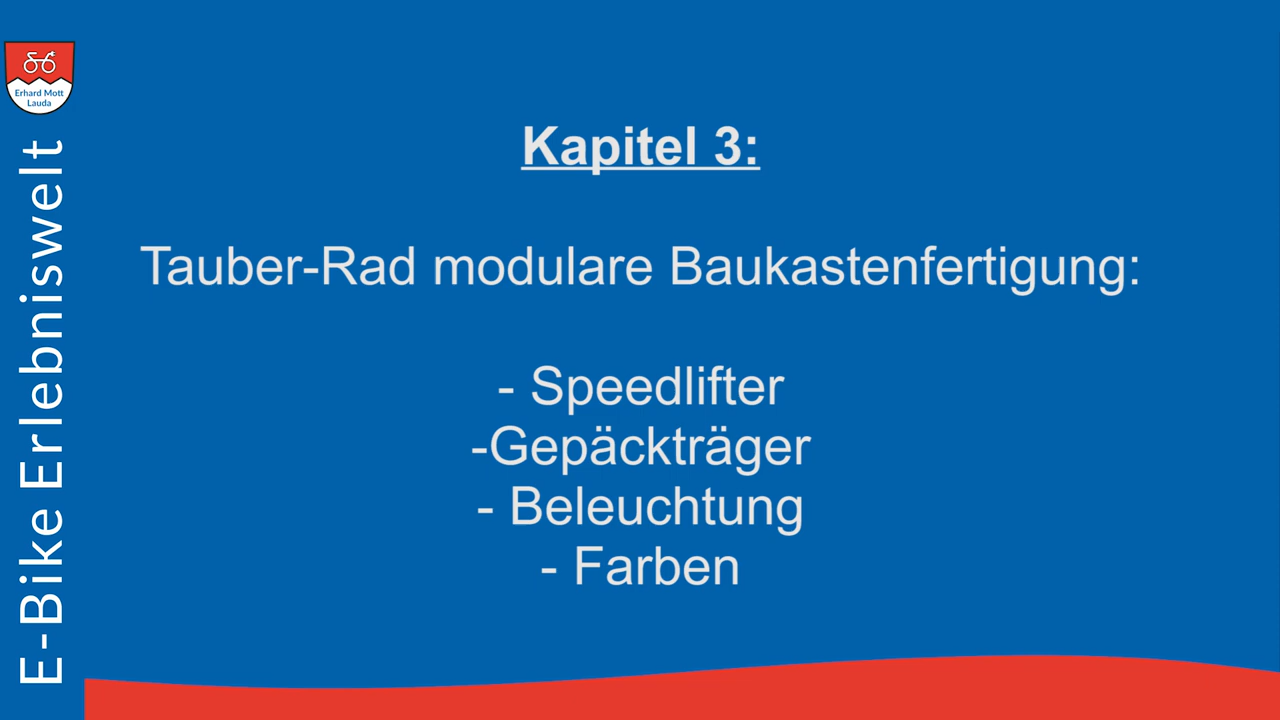 Erhard Mott
Lauda
E-Bike Erlebniswelt
Kapitel 3:
Tauber-Rad modulare Baukastenfertigung:
- Speedlifter
-Gepäckträger
- Beleuchtung
- Farben